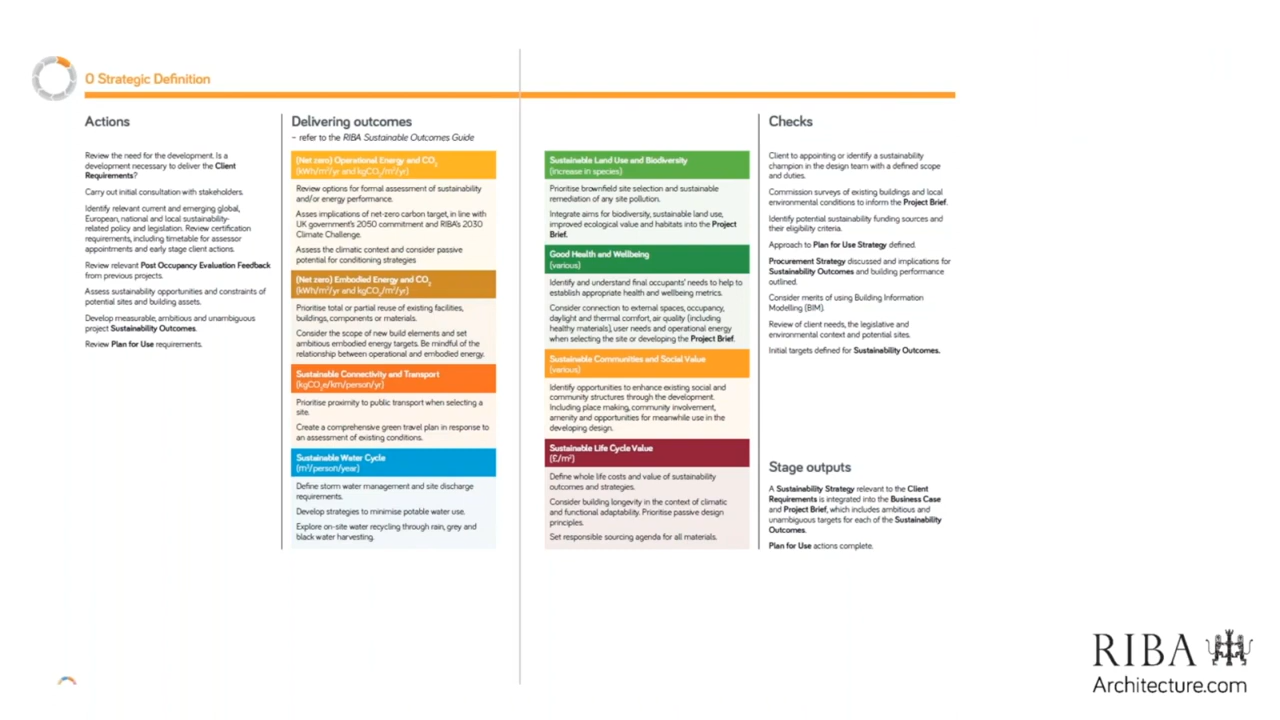 0 Strategic Definition
Actions
Review the need for the development. Is a
development necessary to deliver the Client
Requirements?
Carry out initial consultation with stakeholders.
Identify relevant current and emerging global,
European, national and local sustainability-
related policy and legislation. Review certification
requirements, including timetable for assessor
appointments and early stage client actions.
Review relevant Post Occupancy Evaluation Feedback
from previous projects.
Assess sustainability opportunities and constraints of
potential sites and building assets.
Develop measurable, ambitious and unambiguous
project Sustainability Outcomes.
Review Plan for Use requirements.
Delivering outcomes
– refer to the RIBA Sustainable Outcomes Guide
(Net zero) Operational Energy and CO₂
(kWh/m²/yr and kgCO₂/m²/yr)
Review options for formal assessment of sustainability
and/or energy performance.
Asses implications of net-zero carbon target, in line with
UK government's 2050 commitment and RIBA's 2030
Climate Challenge.
Assess the climatic context and consider passive
potential for conditioning strategies
(Net zero) Embodied Energy and CO₂
(kWh/m²/yr and kgCO₂/m²/yr)
Prioritise total or partial reuse of existing facilities,
buildings, components or materials.
Consider the scope of new build elements and set
ambitious embodied energy targets. Be mindful of the
relationship between operational and embodied energy.
Sustainable Connectivity and Transport
(kgCO₂e/km/person/yr)
Prioritise proximity to public transport when selecting a
site.
Create a comprehensive green travel plan in response to
an assessment of existing conditions.
Sustainable Water Cycle
(m³/person/year)
Define storm water management and site discharge
requirements.
Develop strategies to minimise potable water use.
Explore on-site water recycling through rain, grey and
black water harvesting.
Sustainable Land Use and Biodiversity
(increase in species)
Prioritise brownfield site selection and sustainable
remediation of any site pollution.
Integrate aims for biodiversity, sustainable land use,
improved ecological value and habitats into the Project
Brief.
Good Health and Wellbeing
(various)
Identify and understand final occupants' needs to help to
establish appropriate health and wellbeing metrics.
Consider connection to external spaces, occupancy,
daylight and thermal comfort, air quality (including
healthy materials), user needs and operational energy
when selecting the site or developing the Project Brief.
Sustainable Communities and Social Value
(various)
Identify opportunities to enhance existing social and
community structures through the development.
Including place making, community involvement,
amenity and opportunities for meanwhile use in the
developing design.
Sustainable Life Cycle Value
(£/m²)
Define whole life costs and value of sustainability
outcomes and strategies.
Consider building longevity in the context of climatic
and functional adaptability. Prioritise passive design
principles.
Set responsible sourcing agenda for all materials.
Checks
Client to appointing or identify a sustainability
champion in the design team with a defined scope
and duties.
Commission surveys of existing buildings and local
environmental conditions to inform the Project Brief.
Identify potential sustainability funding sources and
their eligibility criteria.
Approach to Plan for Use Strategy defined.
Procurement Strategy discussed and implications for
Sustainability Outcomes and building performance
outlined.
Consider merits of using Building Information
Modelling (BIM).
Review of client needs, the legislative and
environmental context and potential sites.
Initial targets defined for Sustainability Outcomes.
Stage outputs
A Sustainability Strategy relevant to the Client
Requirements is integrated into the Business Case
and Project Brief, which includes ambitious and
unambiguous targets for each of the Sustainability
Outcomes.
Plan for Use actions complete.
RIBA
Architecture.com